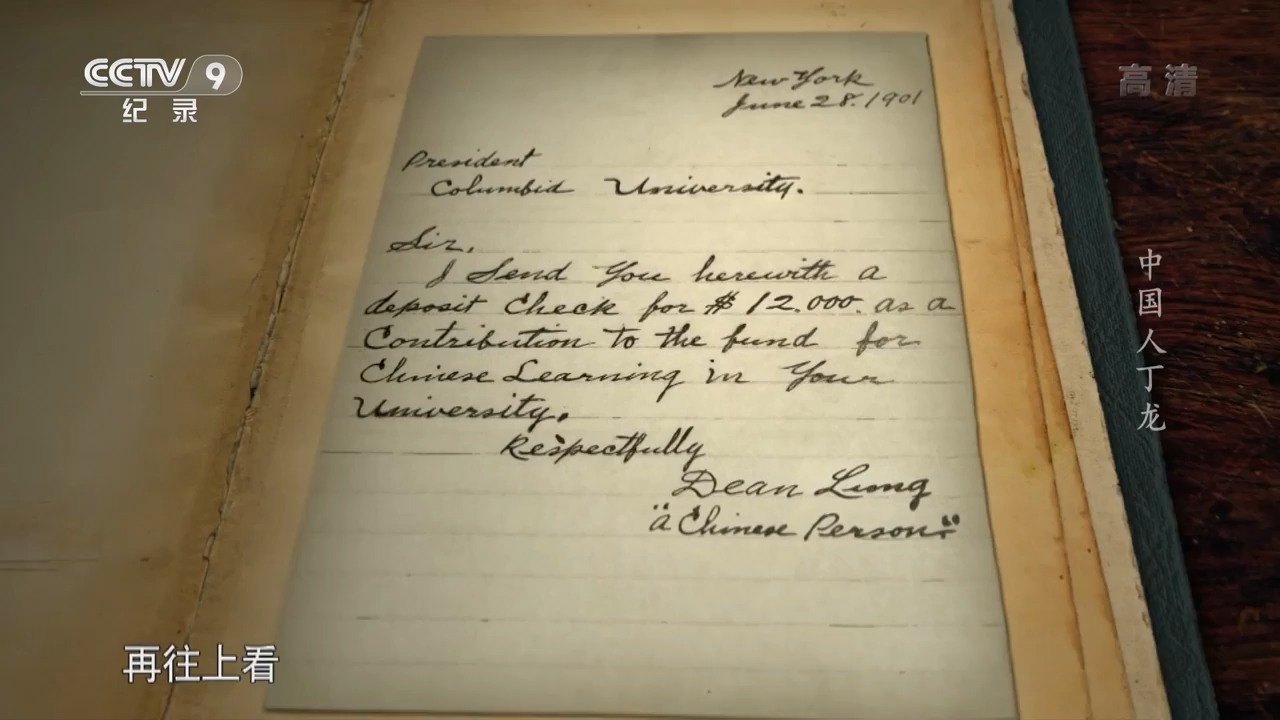 CCTV 9
纪录
高清
New York
June 28. 1901
President
Columbia University.
Sir,
I Send You herewith a
deposit Check for $ 12.000. as a
Contribution to the fund for
Chinese Learning in Your
University.
Respectfully
Dean Lung
"a Chinese Person."
中国人丁龙
再往上看